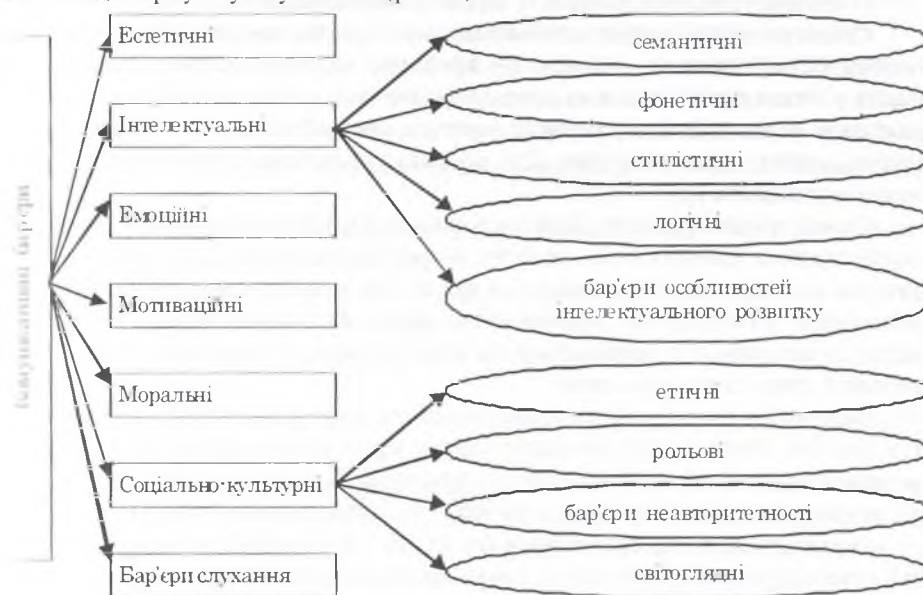 Естетичні
Інтелектуальні
Емоційні
Мотиваційні
Моральні
Соціально-культурні
Бар'єри слухання
семантичні
фонетичні
стилістичні
логічні
бар'єри особливостей
інтелектуального розвитку
етичні
рольові
бар'єри неавторитетності
світоглядні